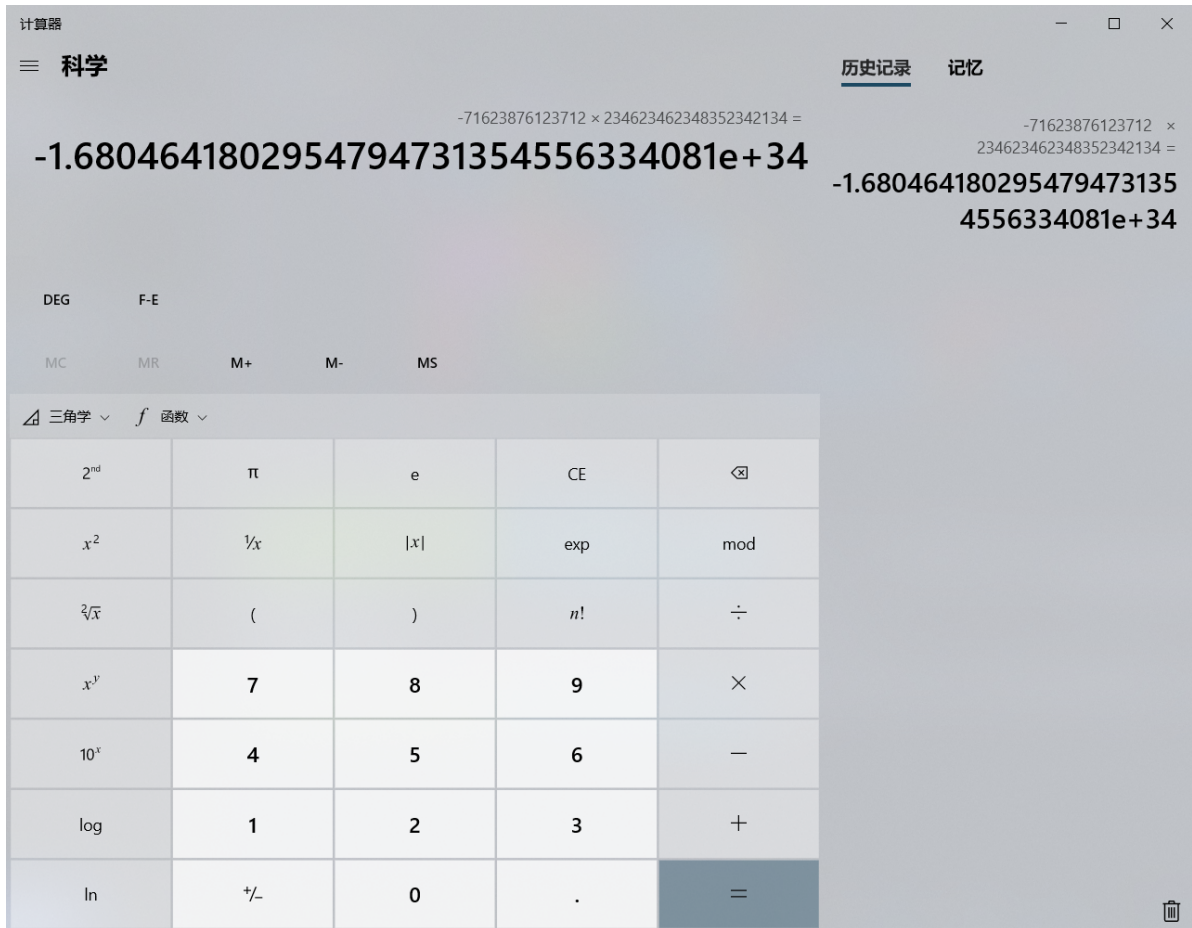 计算器
科学
历史记录 记忆
-71623876123712 × 234623462348352342134 =
-1.6804641802954794731354556334081e+34
-71623876123712 ×
234623462348352342134 =
-1.680464180295479473135
4556334081e+34
DEG F-E
MC MR M+ M- MS
三角学 f 函数
2ⁿᵈ π e CE
x² ¹/x |x| exp mod
²√x ( ) n! ÷
xʸ 7 8 9 ×
10ˣ 4 5 6 −
log 1 2 3 +
ln +/− 0 . =